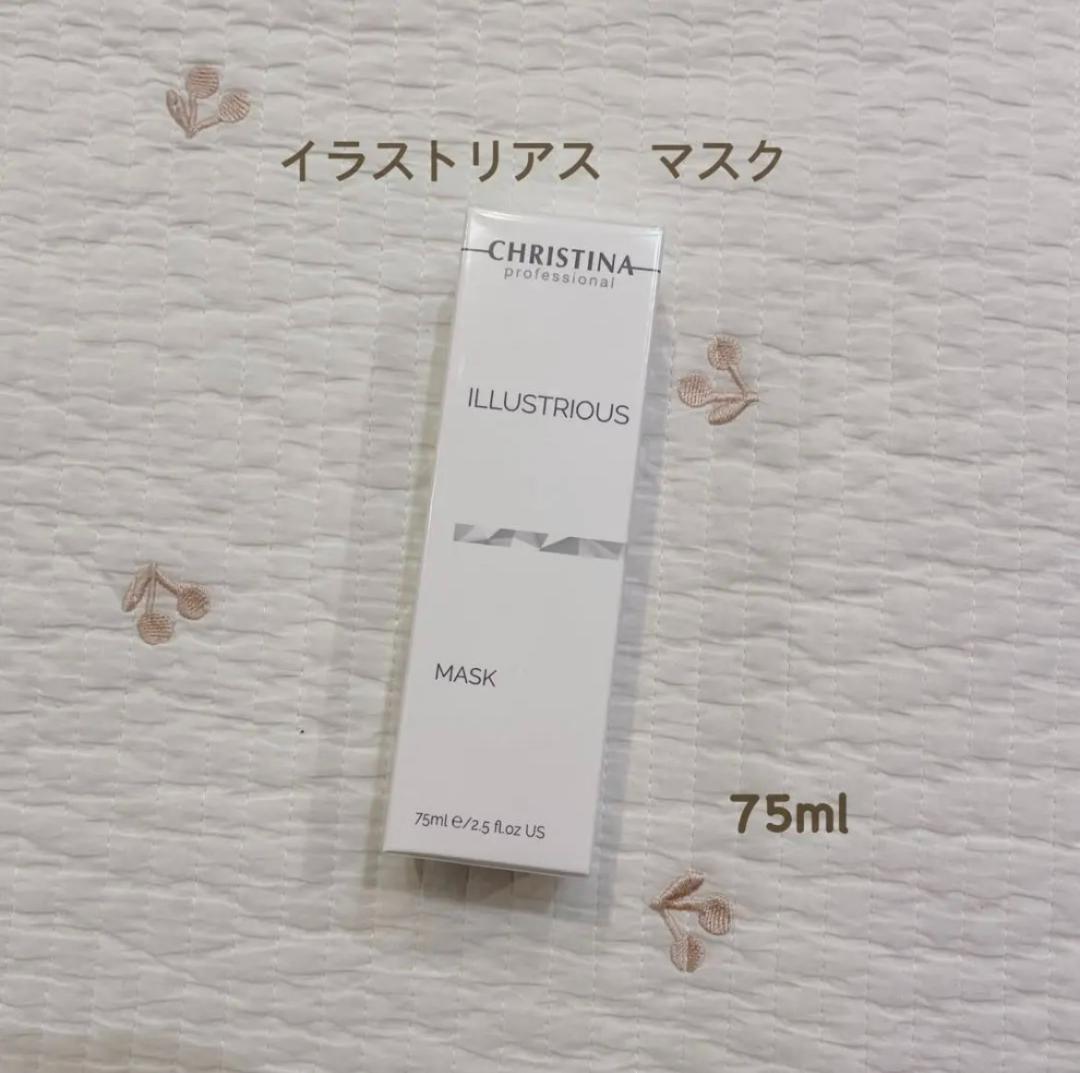 イラストリアス　マスク
CHRISTINA
professional
ILLUSTRIOUS
MASK
75ml e/2.5 fl.oz US
75ml